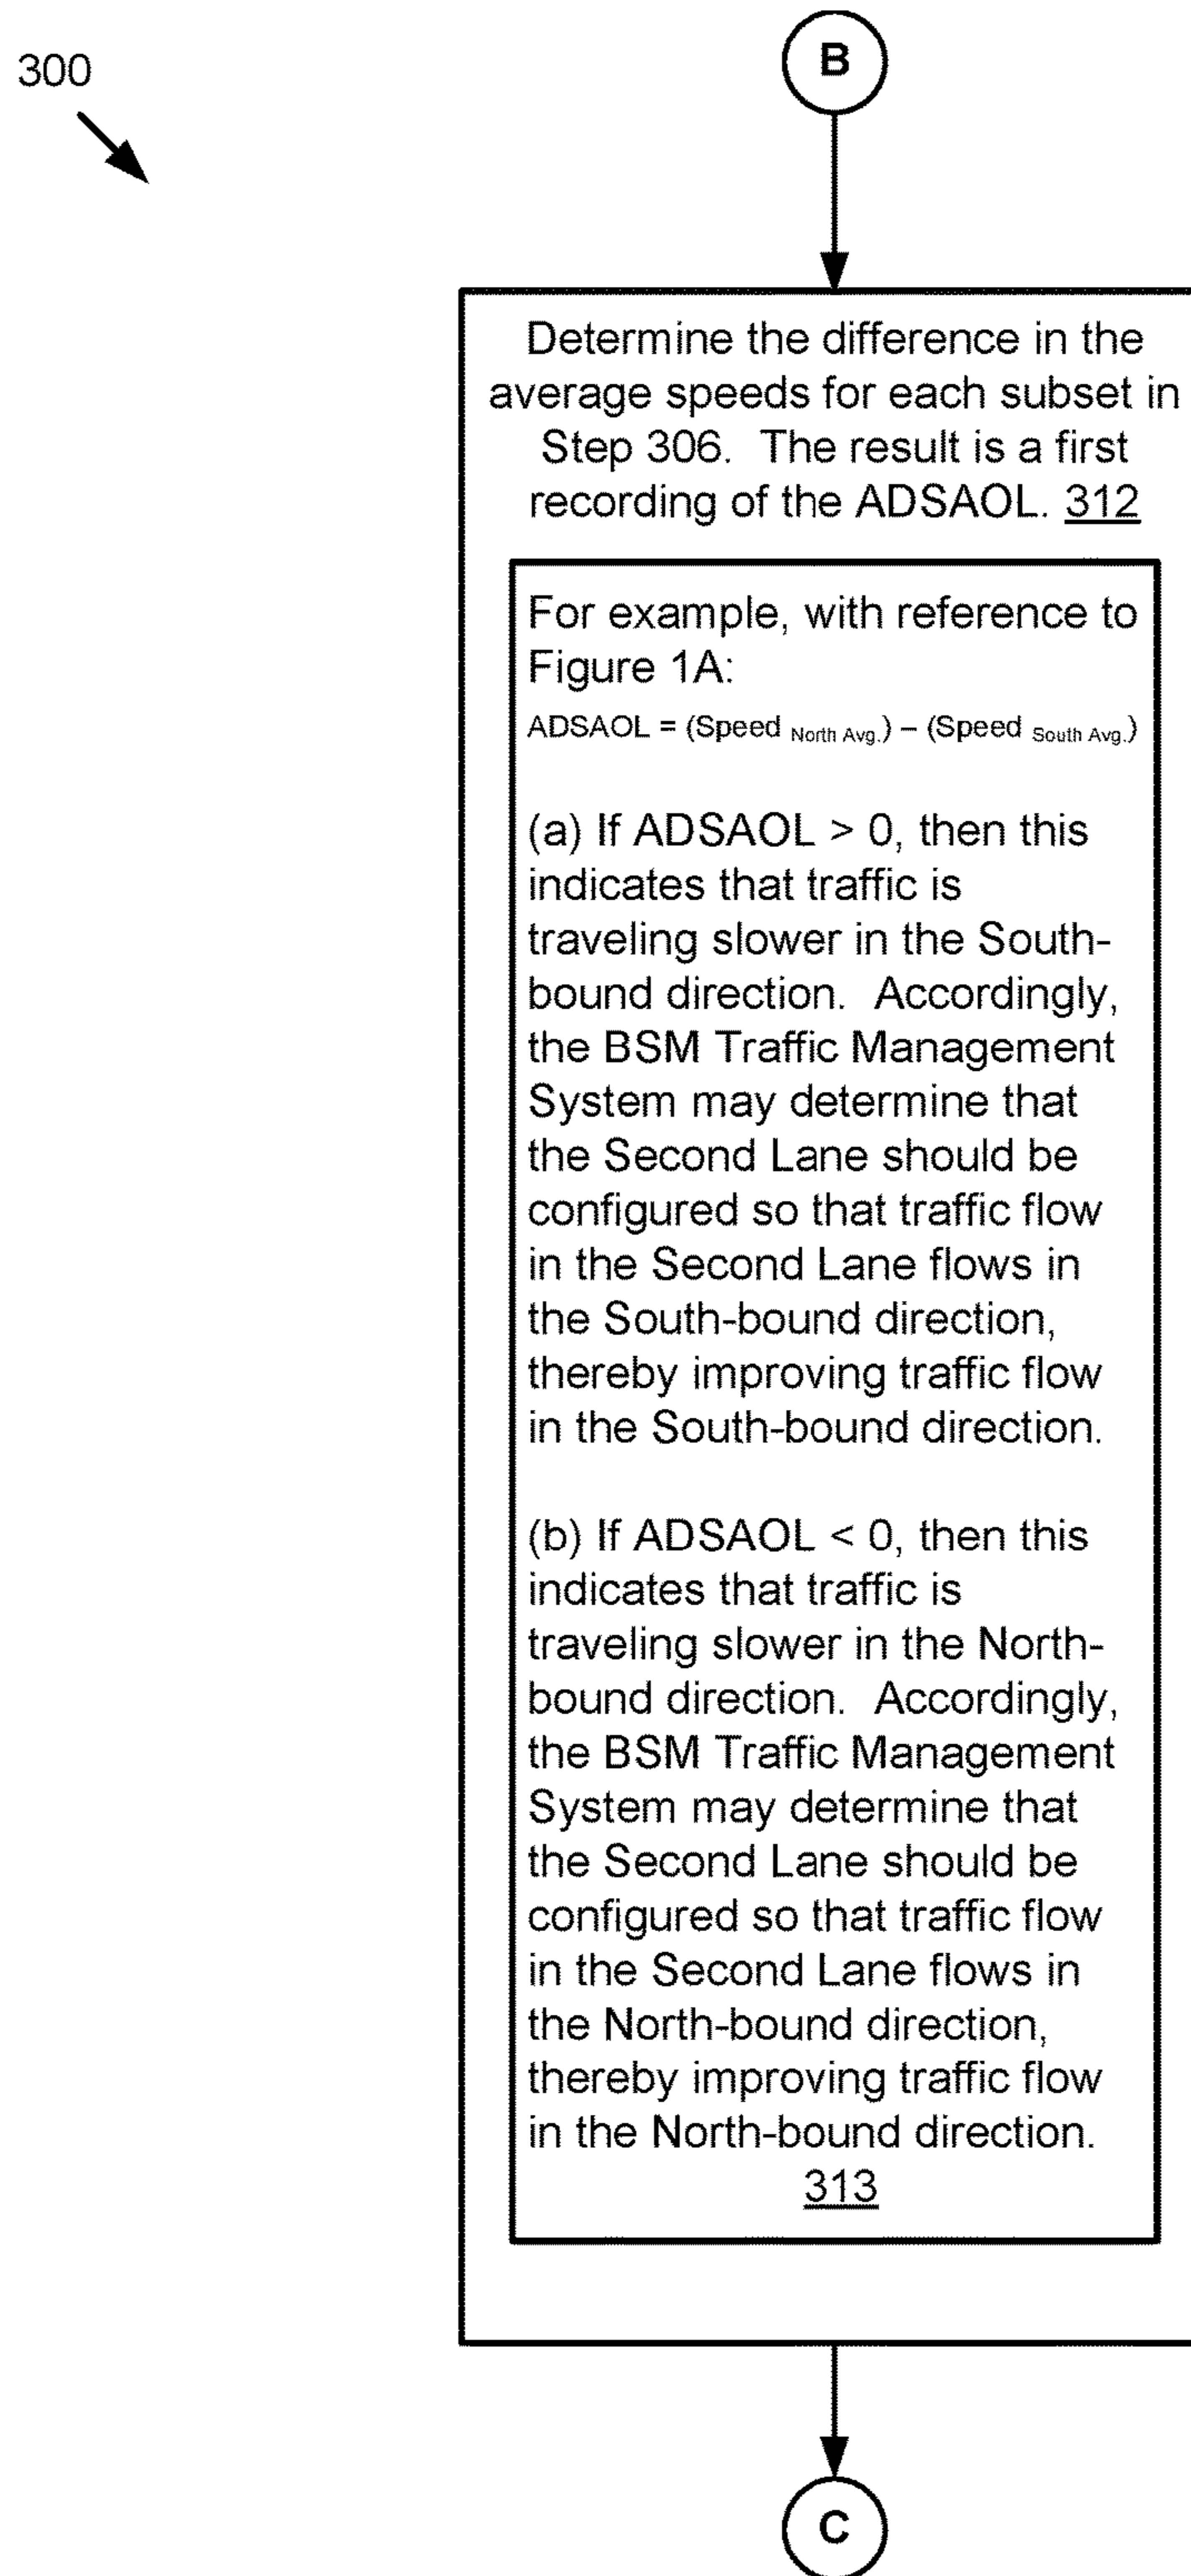 300
B
Determine the difference in the
average speeds for each subset in
Step 306. The result is a first
recording of the ADSAOL. 312
For example, with reference to
Figure 1A:
ADSAOL = (Speed North Avg.) – (Speed South Avg.)
(a) If ADSAOL > 0, then this
indicates that traffic is
traveling slower in the South-
bound direction. Accordingly,
the BSM Traffic Management
System may determine that
the Second Lane should be
configured so that traffic flow
in the Second Lane flows in
the South-bound direction,
thereby improving traffic flow
in the South-bound direction.
(b) If ADSAOL < 0, then this
indicates that traffic is
traveling slower in the North-
bound direction. Accordingly,
the BSM Traffic Management
System may determine that
the Second Lane should be
configured so that traffic flow
in the Second Lane flows in
the North-bound direction,
thereby improving traffic flow
in the North-bound direction.
313
C